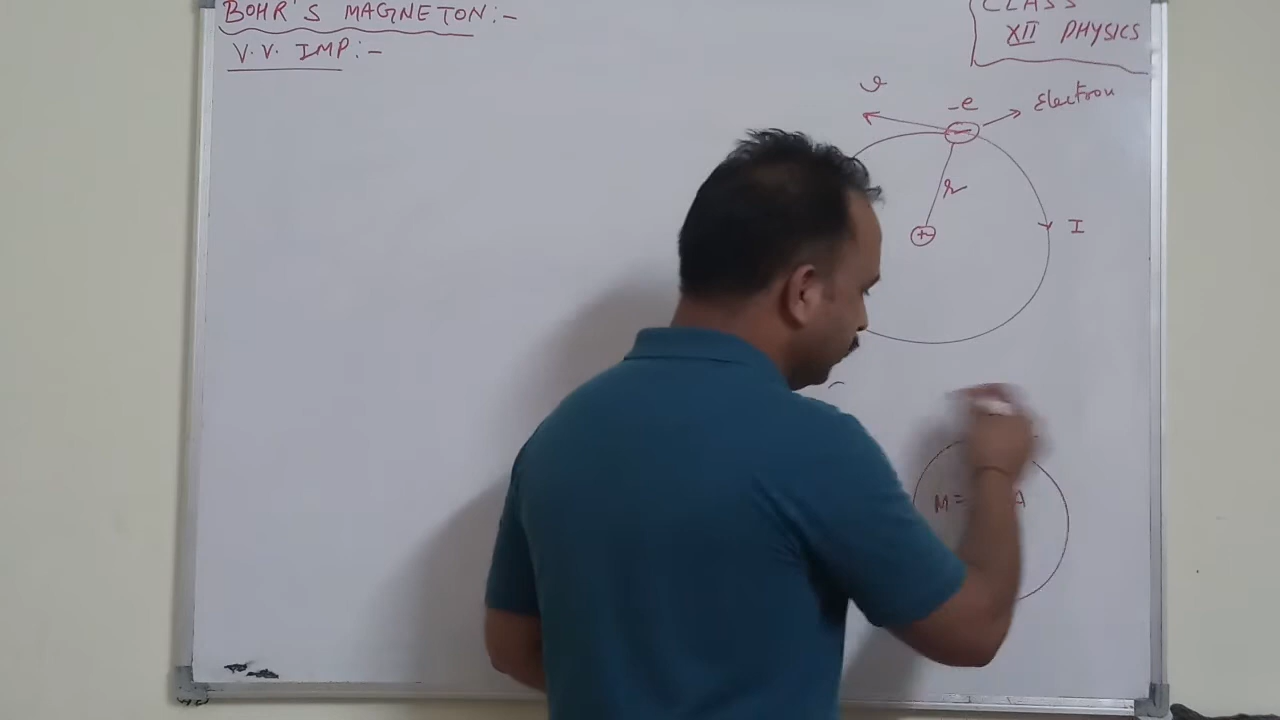 BOHR'S MAGNETON:-
V.V. IMP:-
CLASS
XII PHYSICS
v
-e
Electron
r
+
I
M = A